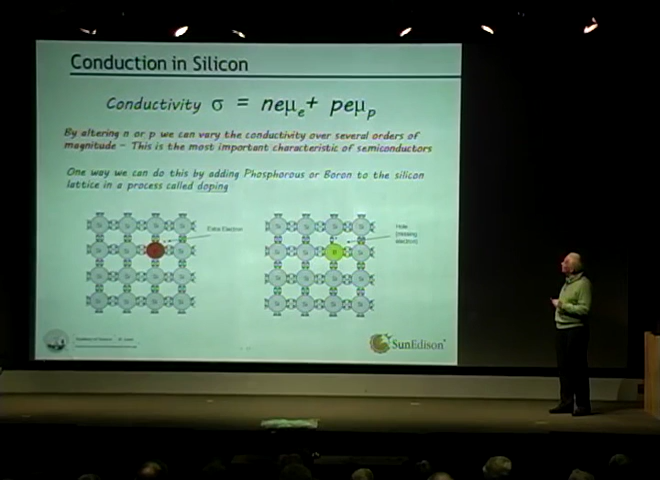 Conduction in Silicon
Conductivity σ = neμe + peμp
By altering n or p we can vary the conductivity over several orders of
magnitude – This is the most important characteristic of semiconductors
One way we can do this by adding Phosphorous or Boron to the silicon
lattice in a process called doping
Extra Electron
Hole
(missing
electron)
SunEdison